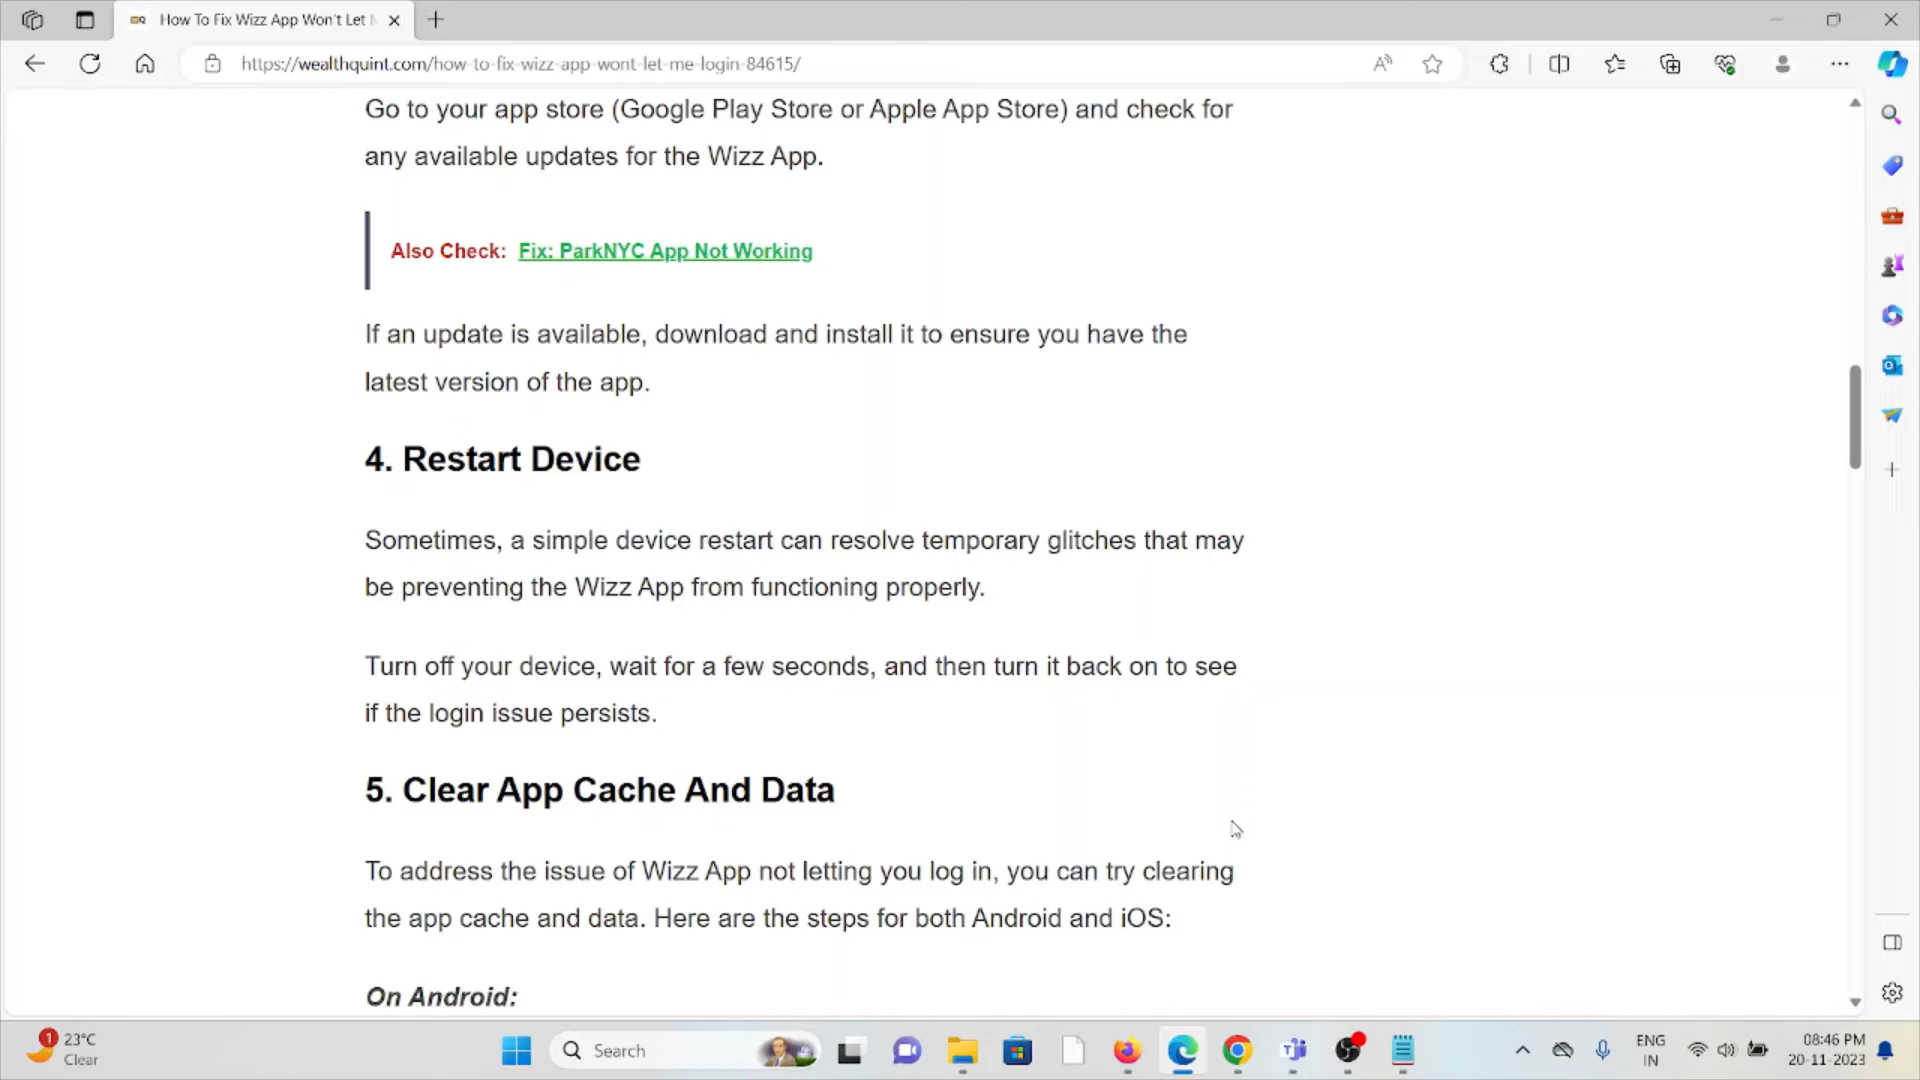 How To Fix Wizz App Won't Let
https://wealthquint.com/how-to-fix-wizz-app-wont-let-me-login-84615/
Go to your app store (Google Play Store or Apple App Store) and check for
any available updates for the Wizz App.
Also Check: Fix: ParkNYC App Not Working
If an update is available, download and install it to ensure you have the
latest version of the app.
4. Restart Device
Sometimes, a simple device restart can resolve temporary glitches that may
be preventing the Wizz App from functioning properly.
Turn off your device, wait for a few seconds, and then turn it back on to see
if the login issue persists.
5. Clear App Cache And Data
To address the issue of Wizz App not letting you log in, you can try clearing
the app cache and data. Here are the steps for both Android and iOS:
On Android:
1
23°C
Clear
Search
ENG
IN
08:46 PM
20-11-2023